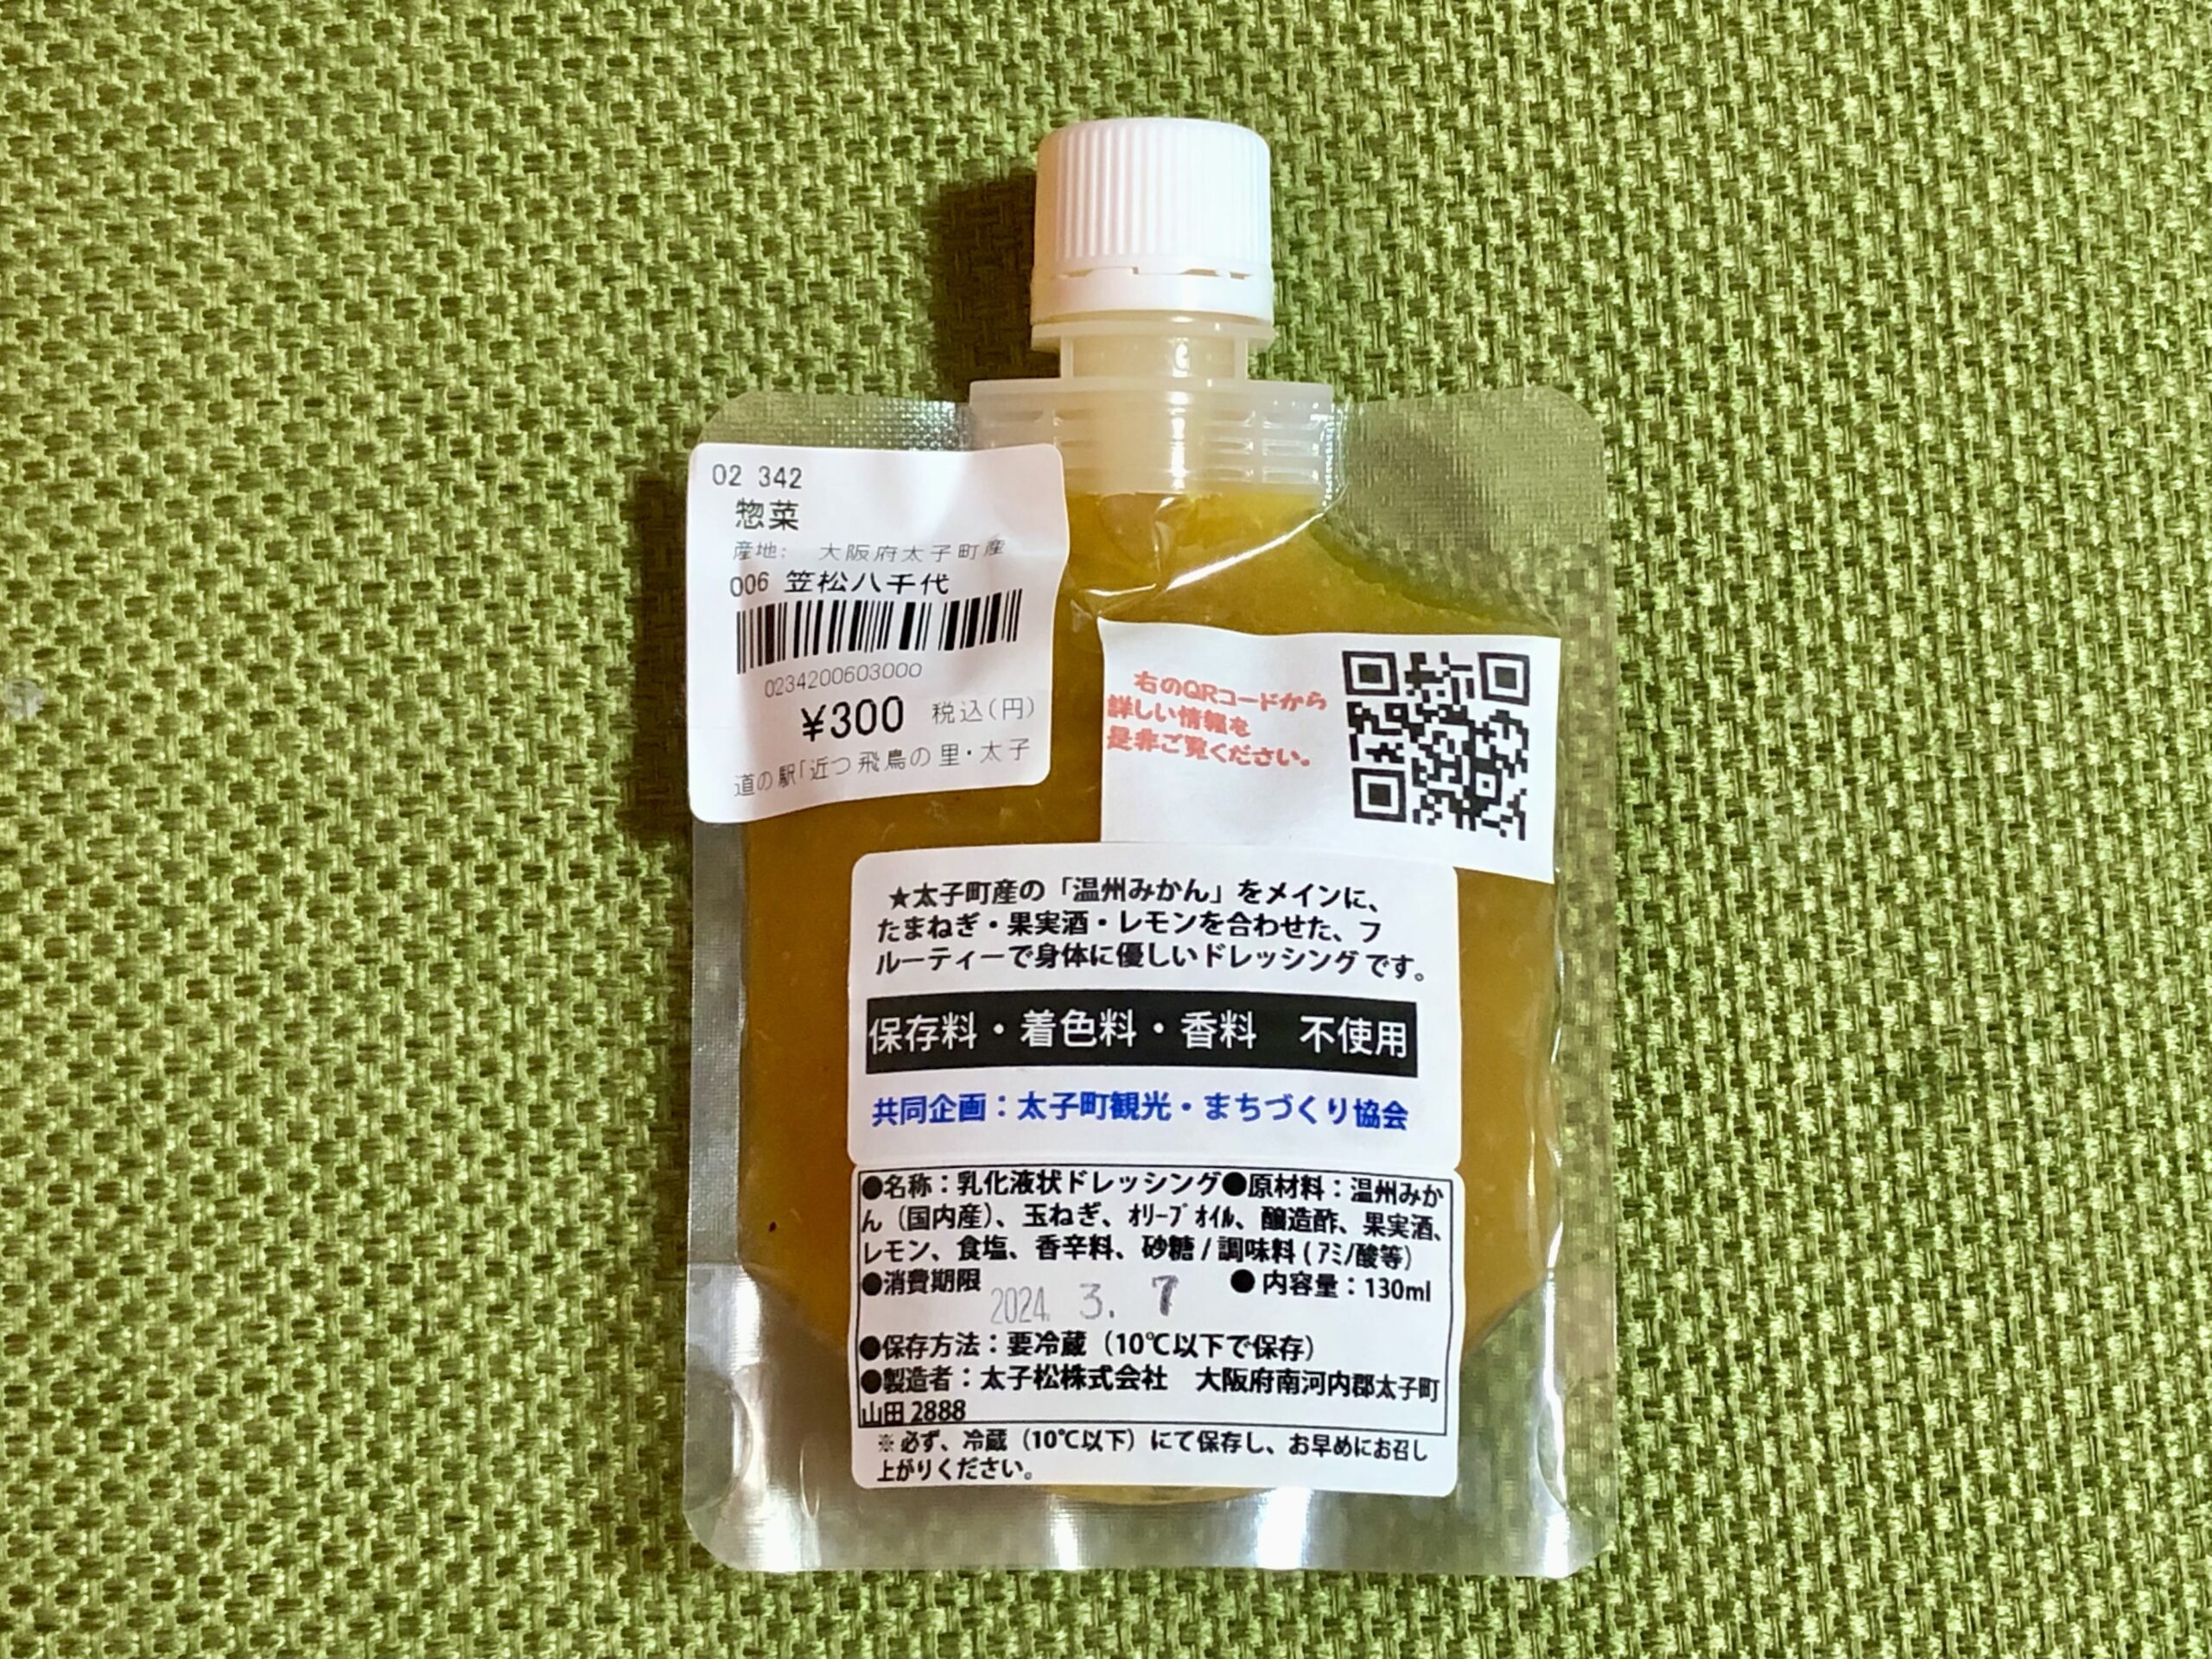 02 342
惣菜
産地: 大阪府太子町産
006 笠松八千代
0234200603000
¥300 税込(円)
道の駅「近つ飛鳥の里・太子
右のQRコードから
詳しい情報を
是非ご覧ください。
★太子町産の「温州みかん」をメインに、
たまねぎ・果実酒・レモンを合わせた、フ
ルーティーで身体に優しいドレッシングです。
保存料・着色料・香料 不使用
共同企画：太子町観光・まちづくり協会
●名称：乳化液状ドレッシング●原材料：温州みか
ん（国内産）、玉ねぎ、ｵﾘｰﾌﾞｵｲﾙ、醸造酢、果実酒、
レモン、食塩、香辛料、砂糖 / 調味料 ( ｱﾐﾉ酸等)
●消費期限 2024. 3. 7 ● 内容量：130ml
●保存方法：要冷蔵（10℃以下で保存）
●製造者：太子松株式会社 大阪府南河内郡太子町
山田 2888
※必ず、冷蔵（10℃以下）にて保存し、お早めにお召し
上がりください。